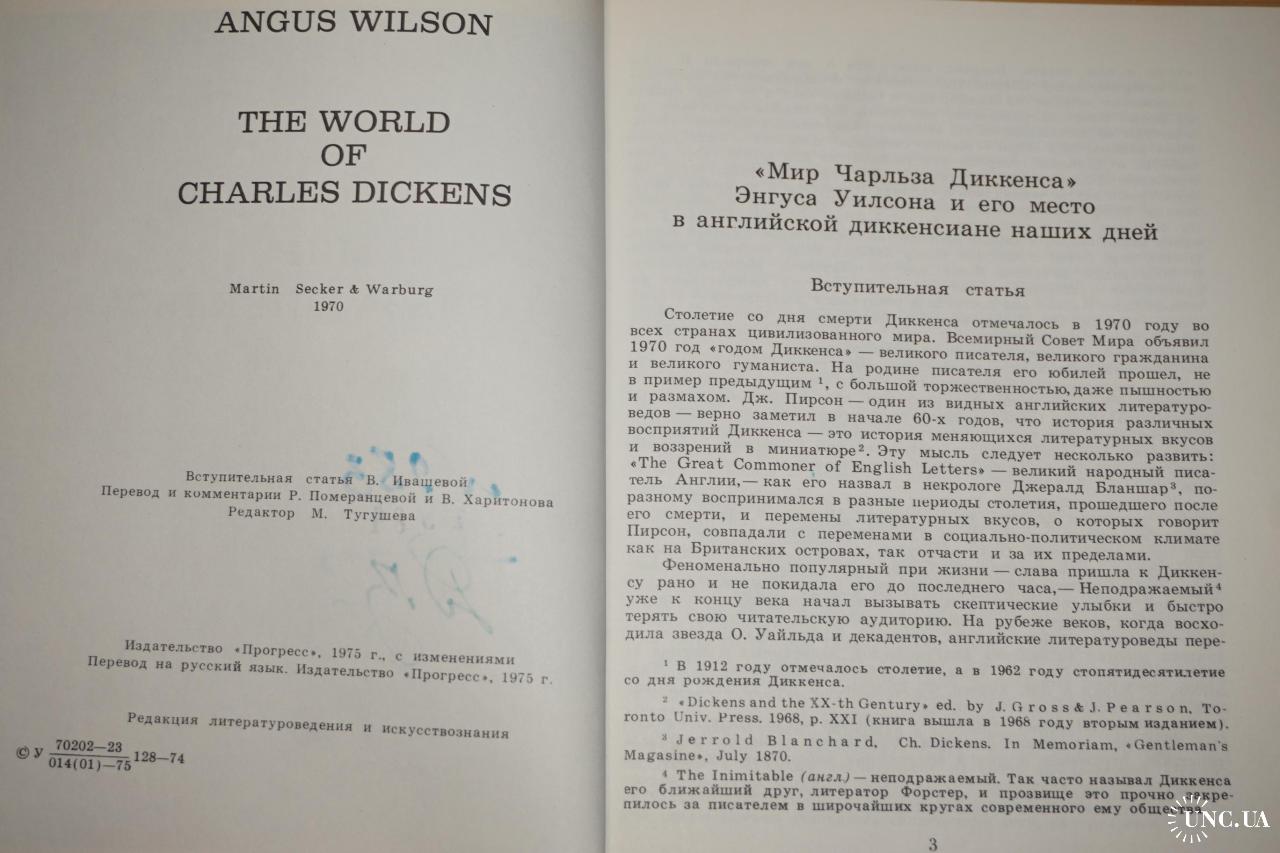 ANGUS WILSON
THE WORLD
OF
CHARLES DICKENS
Martin Secker & Warburg
1970
Вступительная статья В. Ивашевой
Перевод и комментарии Р. Померанцевой и В. Харитонова
Редактор М. Тугушева
Издательство «Прогресс», 1975 г., с изменениями
Перевод на русский язык. Издательство «Прогресс», 1975 г.
Редакция литературоведения и искусствознания
© У 70202—23
014(01)—75 128—74
«Мир Чарльза Диккенса»
Энгуса Уилсона и его место
в английской диккенсиане наших дней
Вступительная статья
Столетие со дня смерти Диккенса отмечалось в 1970 году во
всех странах цивилизованного мира. Всемирный Совет Мира объявил
1970 год «годом Диккенса» — великого писателя, великого гражданина
и великого гуманиста. На родине писателя его юбилей прошел, не
в пример предыдущим ¹, с большой торжественностью, даже пышностью
и размахом. Дж. Пирсон — один из видных английских литературо-
ведов — верно заметил в начале 60-х годов, что история различных
восприятий Диккенса — это история меняющихся литературных вкусов
и воззрений в миниатюре². Эту мысль следует несколько развить:
«The Great Commoner of English Letters» — великий народный писа-
тель Англии,— как его назвал в некрологе Джералд Бланшар³, по-
разному воспринимался в разные периоды столетия, прошедшего после
его смерти, и перемены литературных вкусов, о которых говорит
Пирсон, совпадали с переменами в социально-политическом климате
как на Британских островах, так отчасти и за их пределами.
Феноменально популярный при жизни — слава пришла к Диккен-
су рано и не покидала его до последнего часа,— Неподражаемый⁴
уже к концу века начал вызывать скептические улыбки и быстро
терять свою читательскую аудиторию. На рубеже веков, когда восхо-
дила звезда О. Уайльда и декадентов, английские литературоведы пере-
¹ В 1912 году отмечалось столетие, а в 1962 году стопятидесятилетие
со дня рождения Диккенса.
² «Dickens and the XX-th Gentury» ed. by J. Gross & J. Pearson, To-
ronto Univ. Press. 1968, p. XXI (книга вышла в 1968 году вторым изданием).
³ Jerrold Blanchard, Ch. Dickens. In Memoriam, «Gentleman's
Magasine», July 1870.
⁴ The Inimitable (англ.) — неподражаемый. Так часто называл Диккенса
его ближайший друг, литератор Форстер, и прозвище это прочно закре-
пилось за писателем в широчайших кругах современного ему общества.
3
UNC.UA